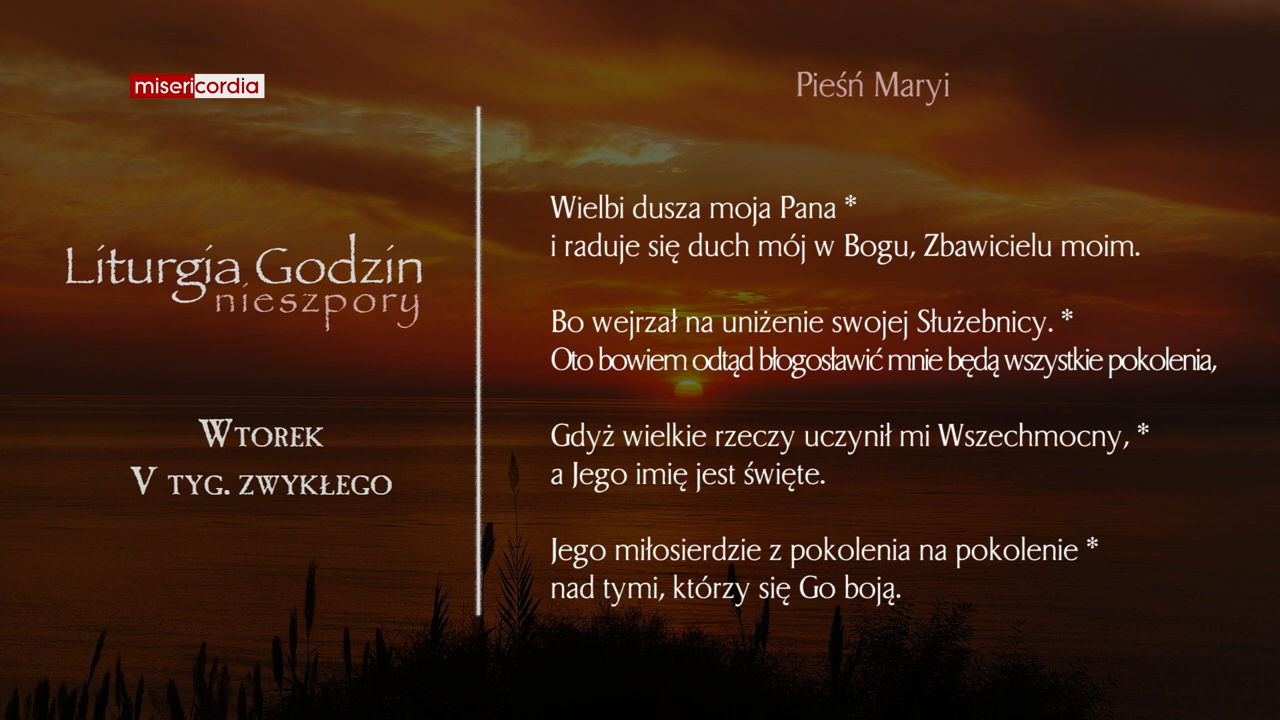 misericordia
Liturgia Godzin
nieszpory
Wtorek
V tyg. zwykłego
Pieśń Maryi
Wielbi dusza moja Pana *
i raduje się duch mój w Bogu, Zbawicielu moim.
Bo wejrzał na uniżenie swojej Służebnicy. *
Oto bowiem odtąd błogosławić mnie będą wszystkie pokolenia,
Gdyż wielkie rzeczy uczynił mi Wszechmocny, *
a Jego imię jest święte.
Jego miłosierdzie z pokolenia na pokolenie *
nad tymi, którzy się Go boją.